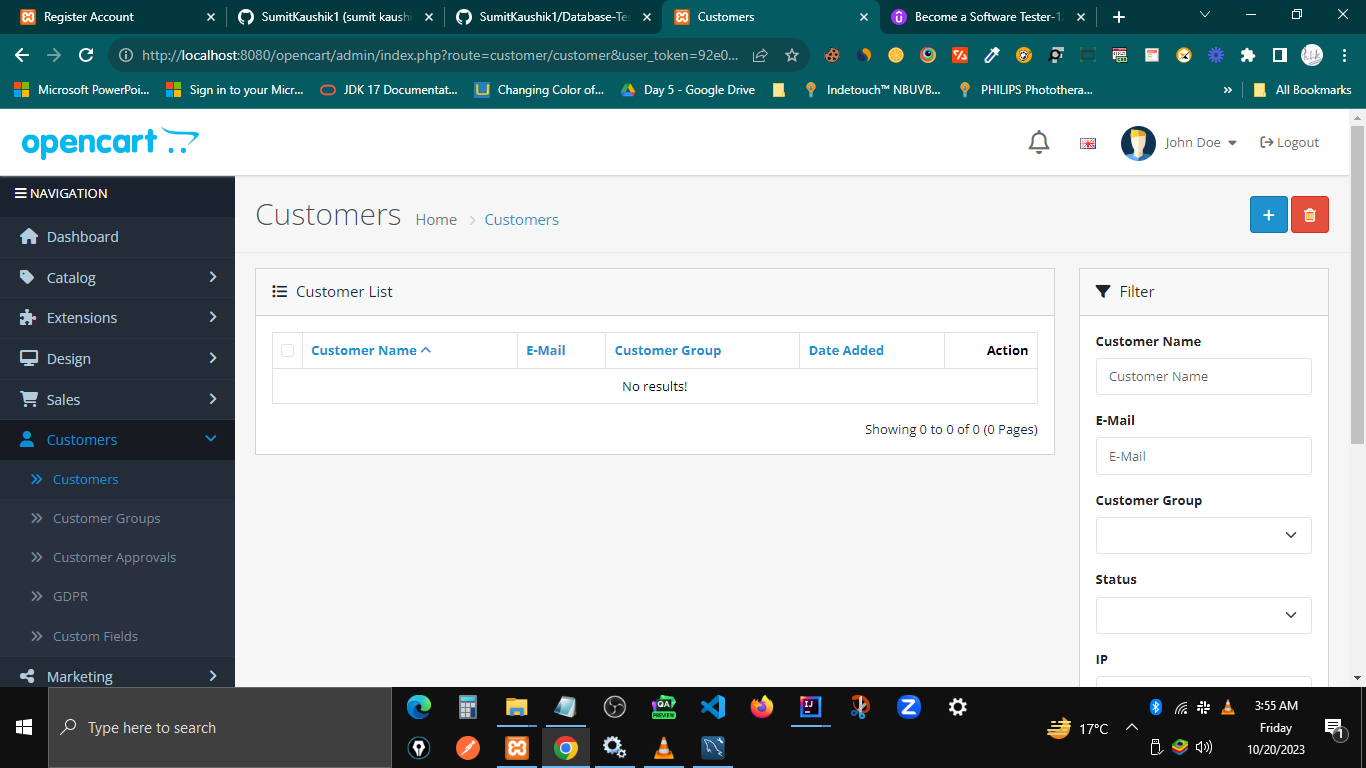 Register Account
SumitKaushik1 (sumit kaushi
SumitKaushik1/Database-Te
Customers
Become a Software Tester-1
http://localhost:8080/opencart/admin/index.php?route=customer/customer&user_token=92e0...
Microsoft PowerPoi...
Sign in to your Micr...
JDK 17 Documentat...
Changing Color of...
Day 5 - Google Drive
Indetouch™ NBUVB...
PHILIPS Photothera...
»
All Bookmarks
opencart
John Doe
Logout
NAVIGATION
Dashboard
Catalog
Extensions
Design
Sales
Customers
Customers
Customer Groups
Customer Approvals
GDPR
Custom Fields
Marketing
Customers
Home > Customers
Customer List
Customer Name
E-Mail
Customer Group
Date Added
Action
No results!
Showing 0 to 0 of 0 (0 Pages)
Filter
Customer Name
Customer Name
E-Mail
E-Mail
Customer Group
Status
IP
Type here to search
QA
PREVIEW
IJ
17°C
3:55 AM
Friday
10/20/2023
1